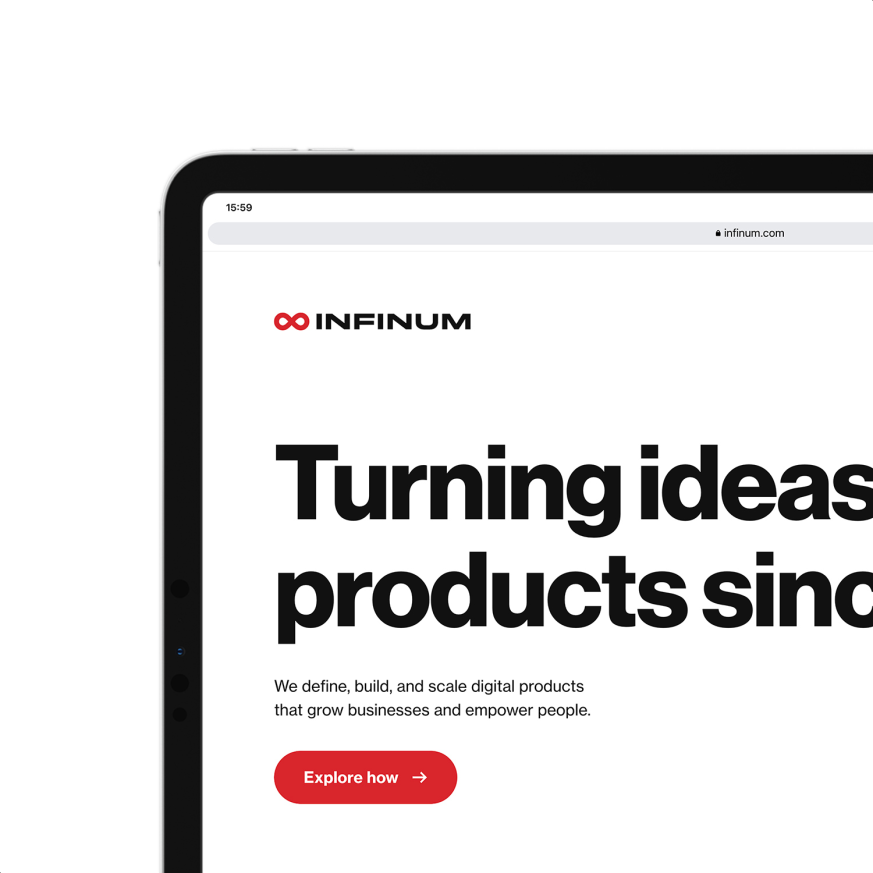 15:59
infinum.com
INFINUM
Turning ideas
products sinc
We define, build, and scale digital products
that grow businesses and empower people.
Explore how →